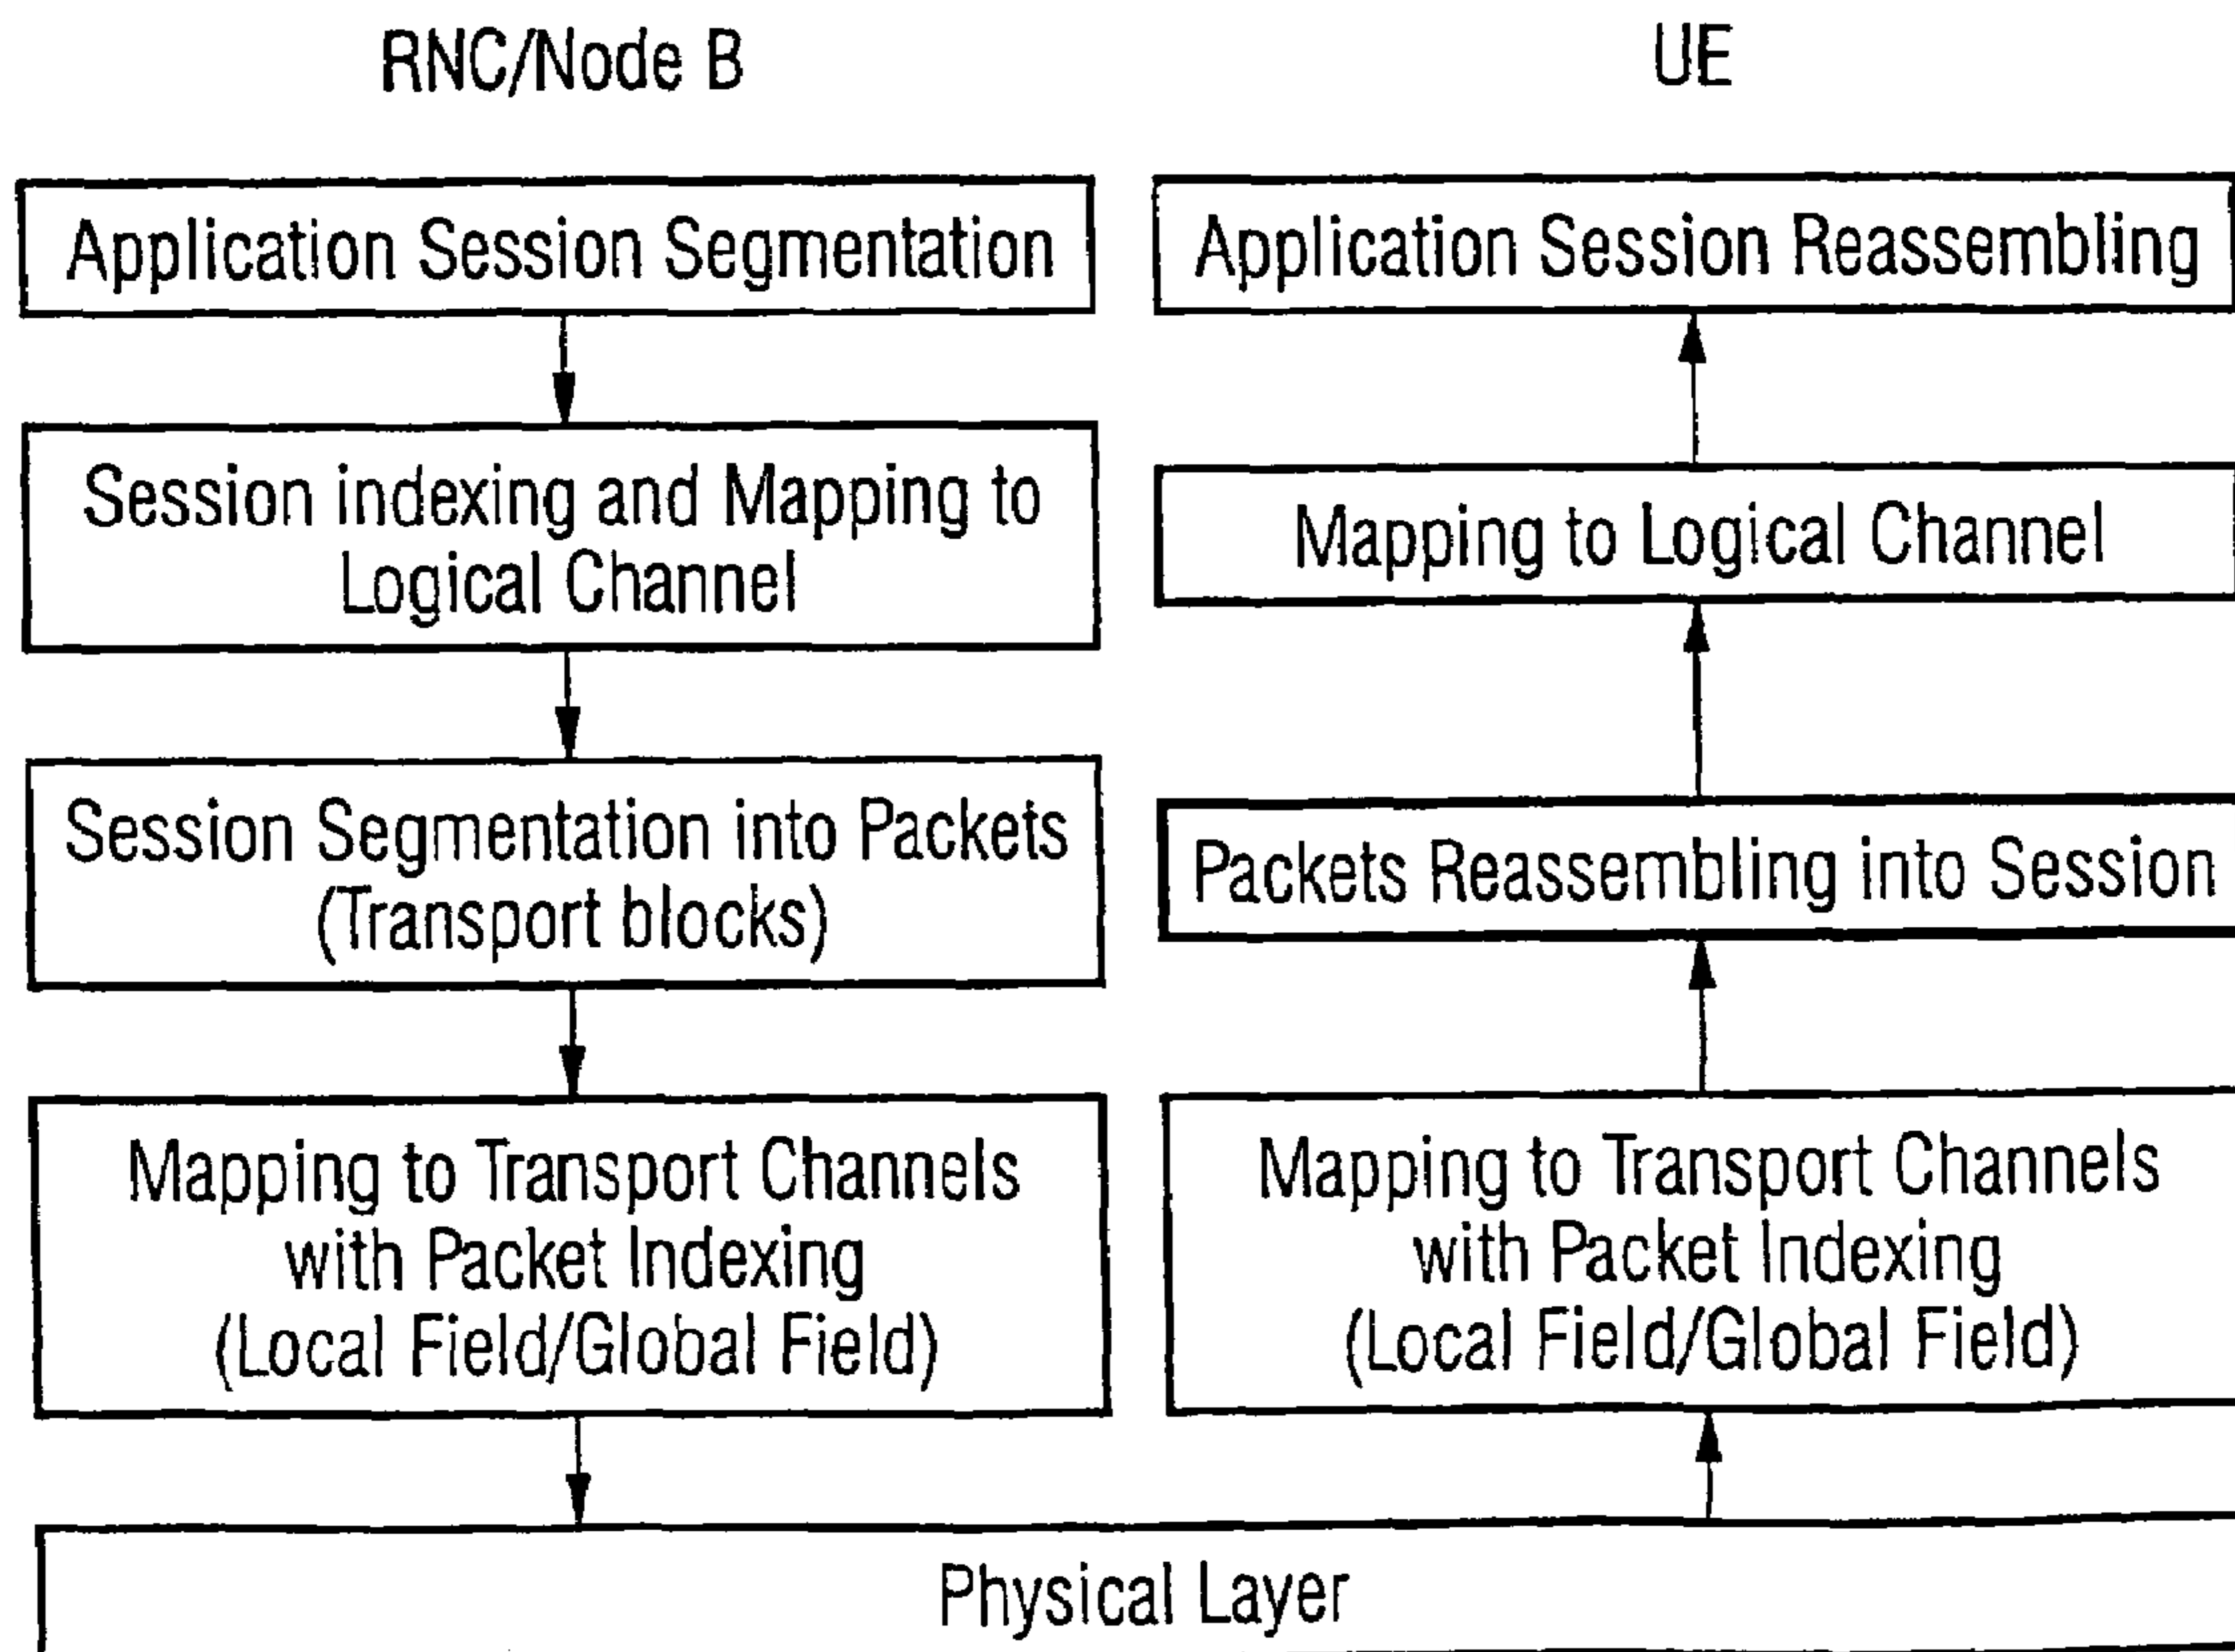 RNC/Node B
UE
Application Session Segmentation
Application Session Reassembling
Session indexing and Mapping to
Logical Channel
Mapping to Logical Channel
Session Segmentation into Packets
(Transport blocks)
Packets Reassembling into Session
Mapping to Transport Channels
with Packet Indexing
(Local Field/Global Field)
Mapping to Transport Channels
with Packet Indexing
(Local Field/Global Field)
Physical Layer